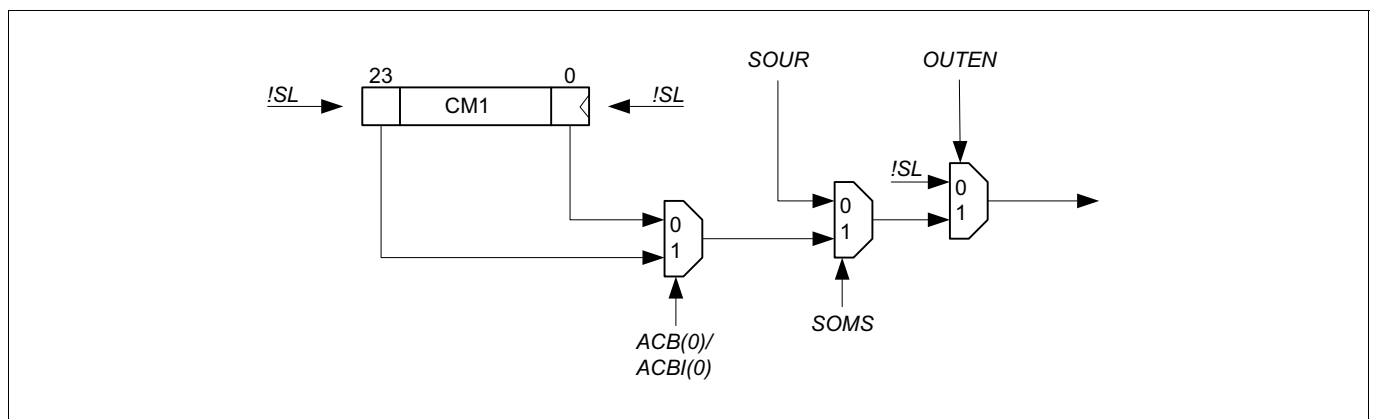 SOUR OUTEN
23 0
!SL CM1 !SL
!SL
0
1
0
1
0
1
SOMS
ACB(0)/
ACBI(0)